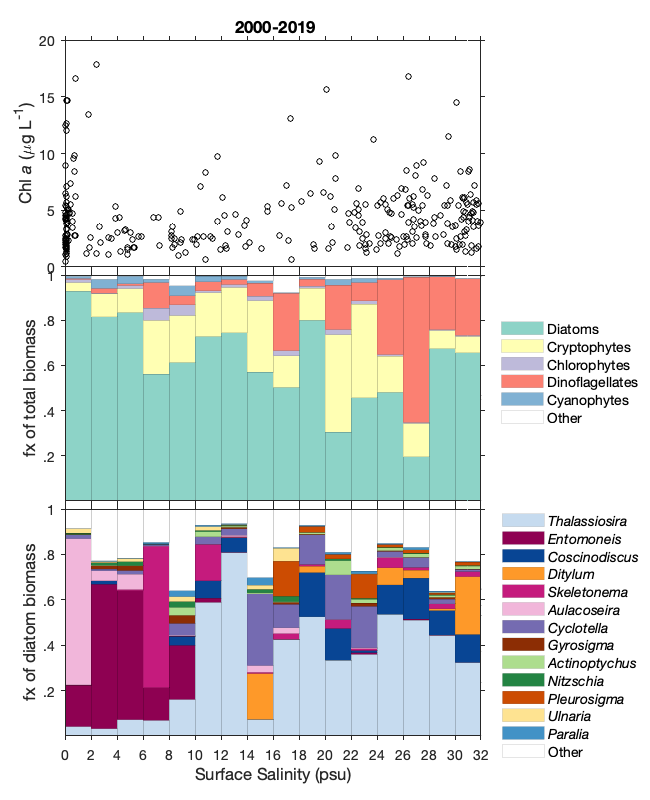 2000-2019
20
15
10
5
0
Chl a (μg L⁻¹)
1
.8
.6
.4
.2
fx of total biomass
Diatoms
Cryptophytes
Chlorophytes
Dinoflagellates
Cyanophytes
Other
1
.8
.6
.4
.2
fx of diatom biomass
Thalassiosira
Entomoneis
Coscinodiscus
Ditylum
Skeletonema
Aulacoseira
Cyclotella
Gyrosigma
Actinoptychus
Nitzschia
Pleurosigma
Ulnaria
Paralia
Other
0 2 4 6 8 10 12 14 16 18 20 22 24 26 28 30 32
Surface Salinity (psu)